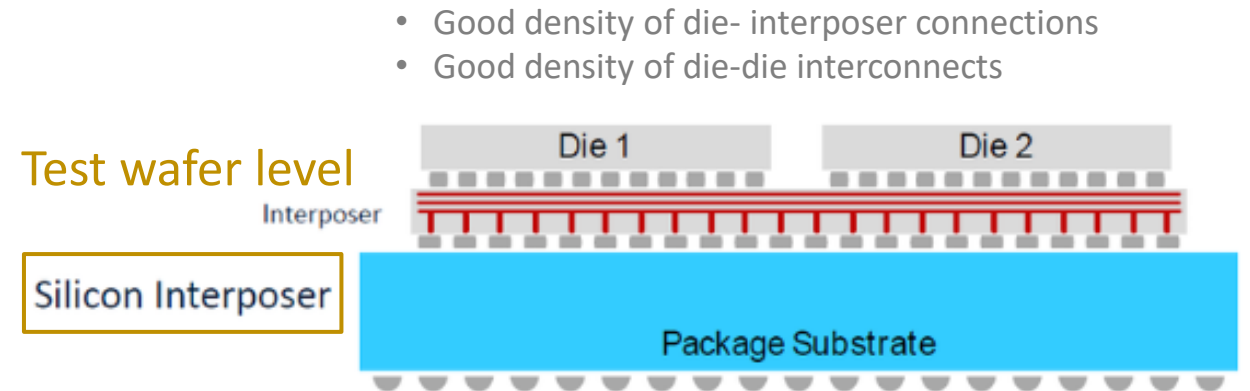 • Good density of die- interposer connections
• Good density of die-die interconnects
Die 1
Die 2
Test wafer level
Interposer
Silicon Interposer
Package Substrate